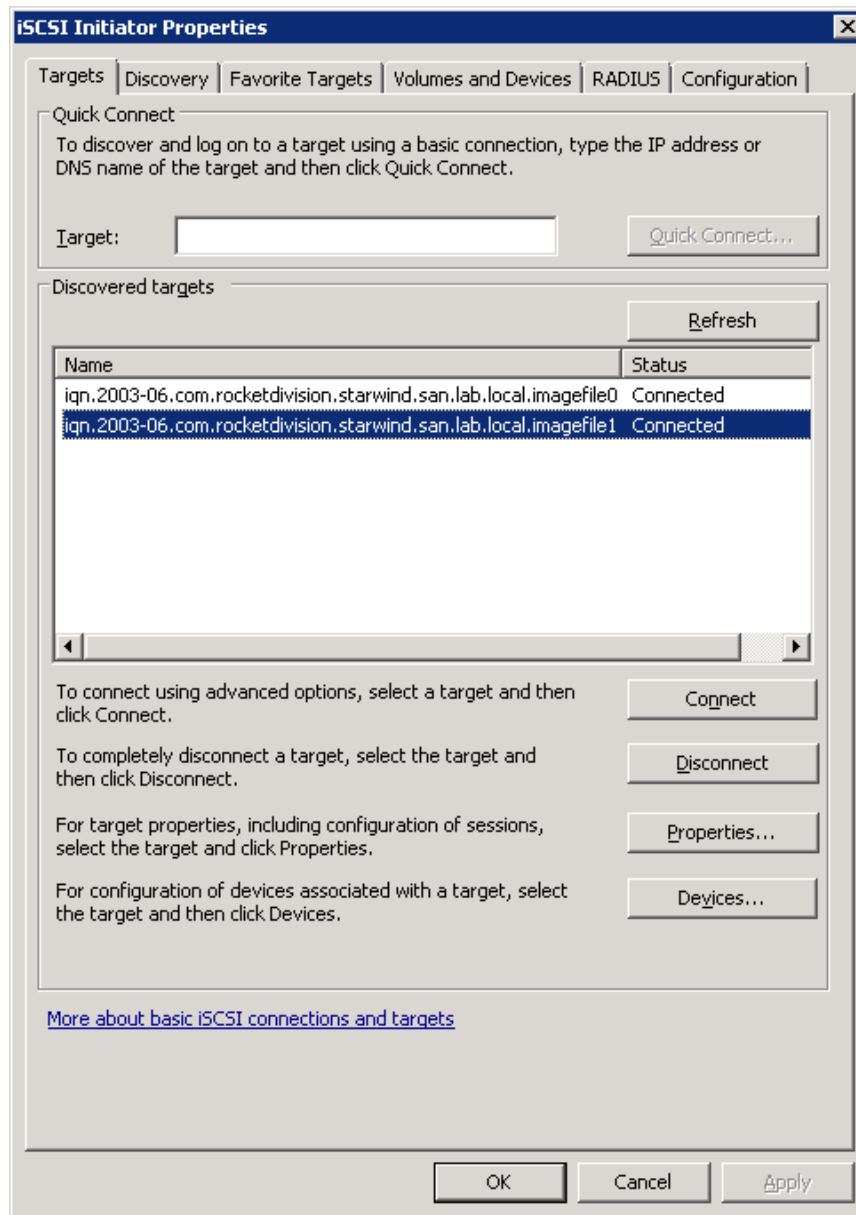 iSCSI Initiator Properties
Targets Discovery Favorite Targets Volumes and Devices RADIUS Configuration
Quick Connect
To discover and log on to a target using a basic connection, type the IP address or
DNS name of the target and then click Quick Connect.
Target:
Quick Connect...
Discovered targets
Refresh
Name Status
iqn.2003-06.com.rocketdivision.starwind.san.lab.local.imagefile0 Connected
iqn.2003-06.com.rocketdivision.starwind.san.lab.local.imagefile1 Connected
To connect using advanced options, select a target and then
click Connect.
Connect
To completely disconnect a target, select the target and
then click Disconnect.
Disconnect
For target properties, including configuration of sessions,
select the target and click Properties.
Properties...
For configuration of devices associated with a target, select
the target and then click Devices.
Devices...
More about basic iSCSI connections and targets
OK Cancel Apply